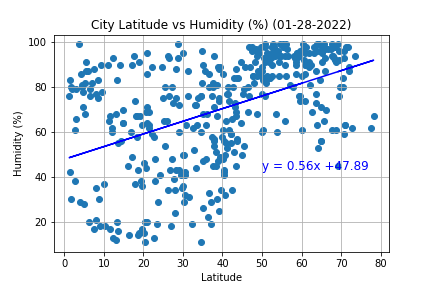 City Latitude vs Humidity (%) (01-28-2022)
100
80
60
40
20
Humidity (%)
y = 0.56x +47.89
0 10 20 30 40 50 60 70 80
Latitude